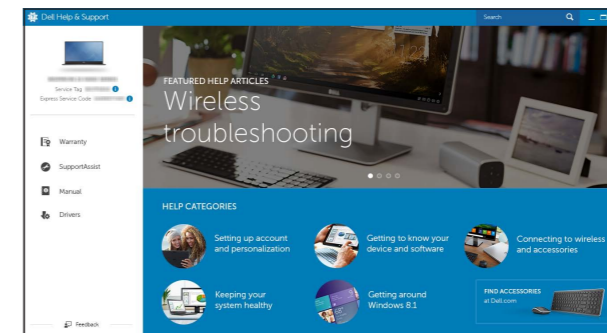 Dell Help & Support
Search
Service Tag
Express Service Code
Warranty
SupportAssist
Manual
Drivers
Feedback
FEATURED HELP ARTICLES
Wireless
troubleshooting
HELP CATEGORIES
Setting up account
and personalization
Getting to know your
device and software
Connecting to wireless
and accessories
Keeping your
system healthy
Getting around
Windows 8.1
FIND ACCESSORIES
at Dell.com